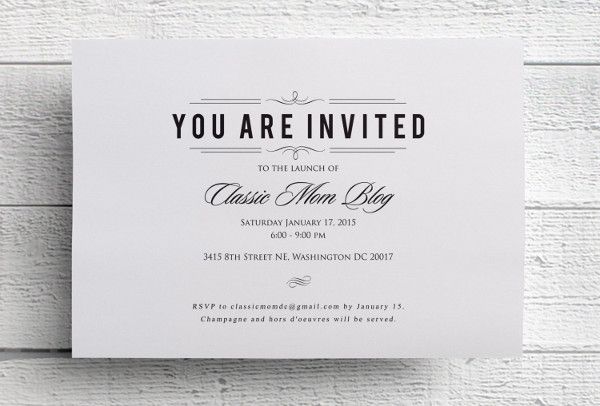 YOU ARE INVITED
TO THE LAUNCH OF
Classic Mom Blog
SATURDAY JANUARY 17, 2015
6:00 - 9:00 PM
3415 8TH STREET NE, WASHINGTON DC 20017
RSVP to classicmomdc@gmail.com by January 15.
Champagne and hors d'oeuvres will be served.